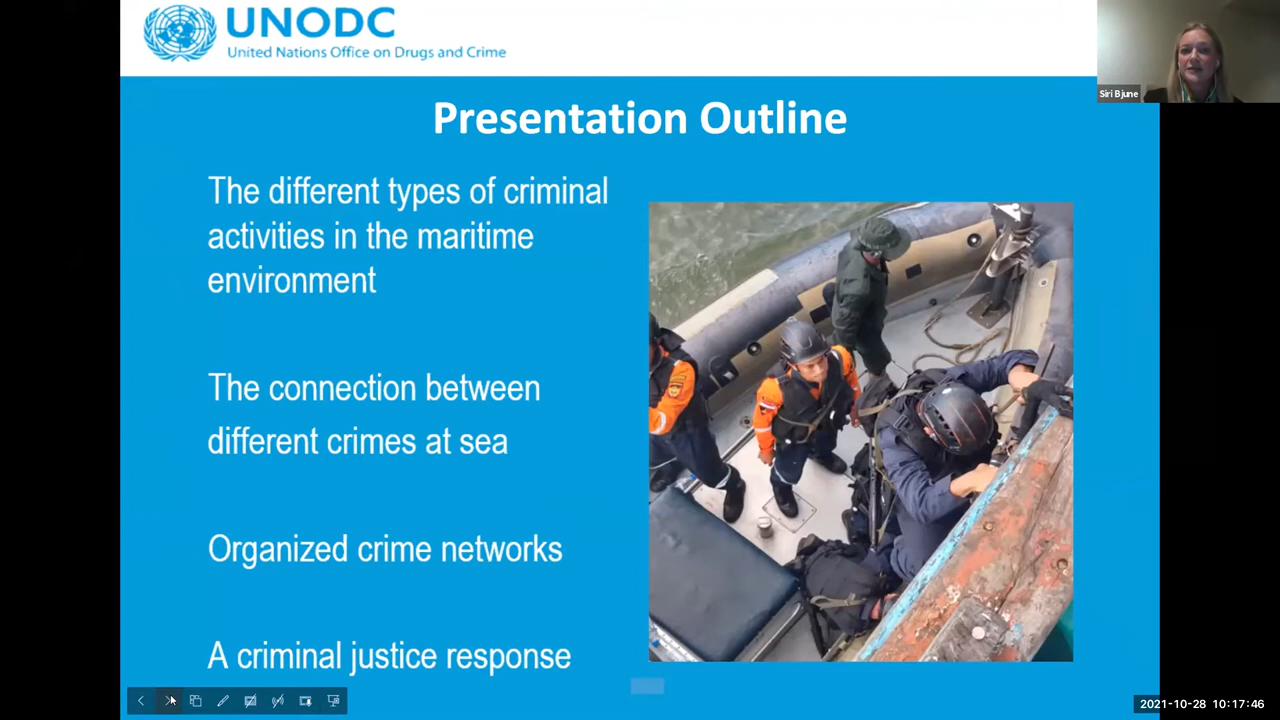 UNODC
United Nations Office on Drugs and Crime
Siri Bjune
Presentation Outline
The different types of criminal
activities in the maritime
environment
The connection between
different crimes at sea
Organized crime networks
A criminal justice response
2021-10-28 10:17:46